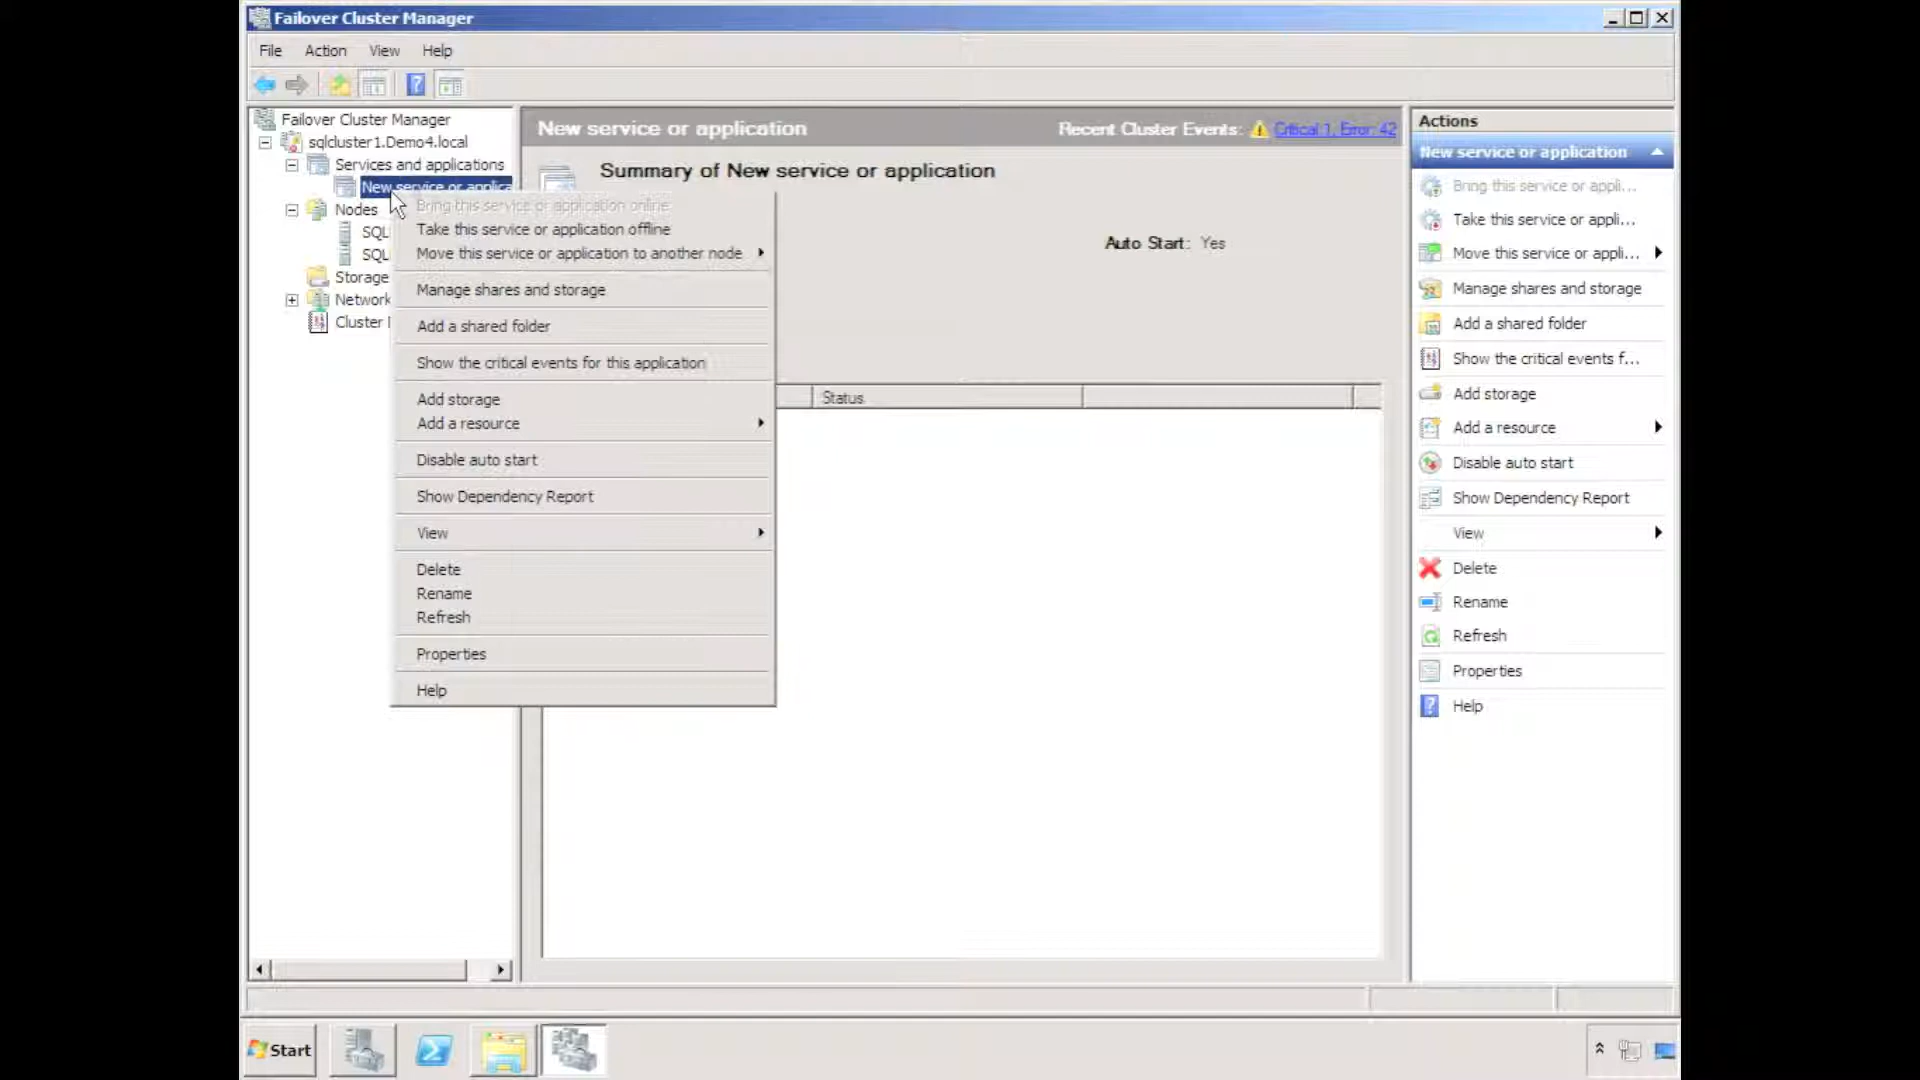 Failover Cluster Manager
File Action View Help
Failover Cluster Manager
sqlcluster1.Demo4.local
Services and applications
New service or applica
Nodes
SQL
SQL
Storage
Network
Cluster
New service or application
Recent Cluster Events: Critical 1, Error: 42
Summary of New service or application
Auto Start: Yes
Status
Bring this service or application online
Take this service or application offline
Move this service or application to another node
Manage shares and storage
Add a shared folder
Show the critical events for this application
Add storage
Add a resource
Disable auto start
Show Dependency Report
View
Delete
Rename
Refresh
Properties
Help
Actions
New service or application
Bring this service or appli...
Take this service or appli...
Move this service or appli...
Manage shares and storage
Add a shared folder
Show the critical events f...
Add storage
Add a resource
Disable auto start
Show Dependency Report
View
Delete
Rename
Refresh
Properties
Help
Start